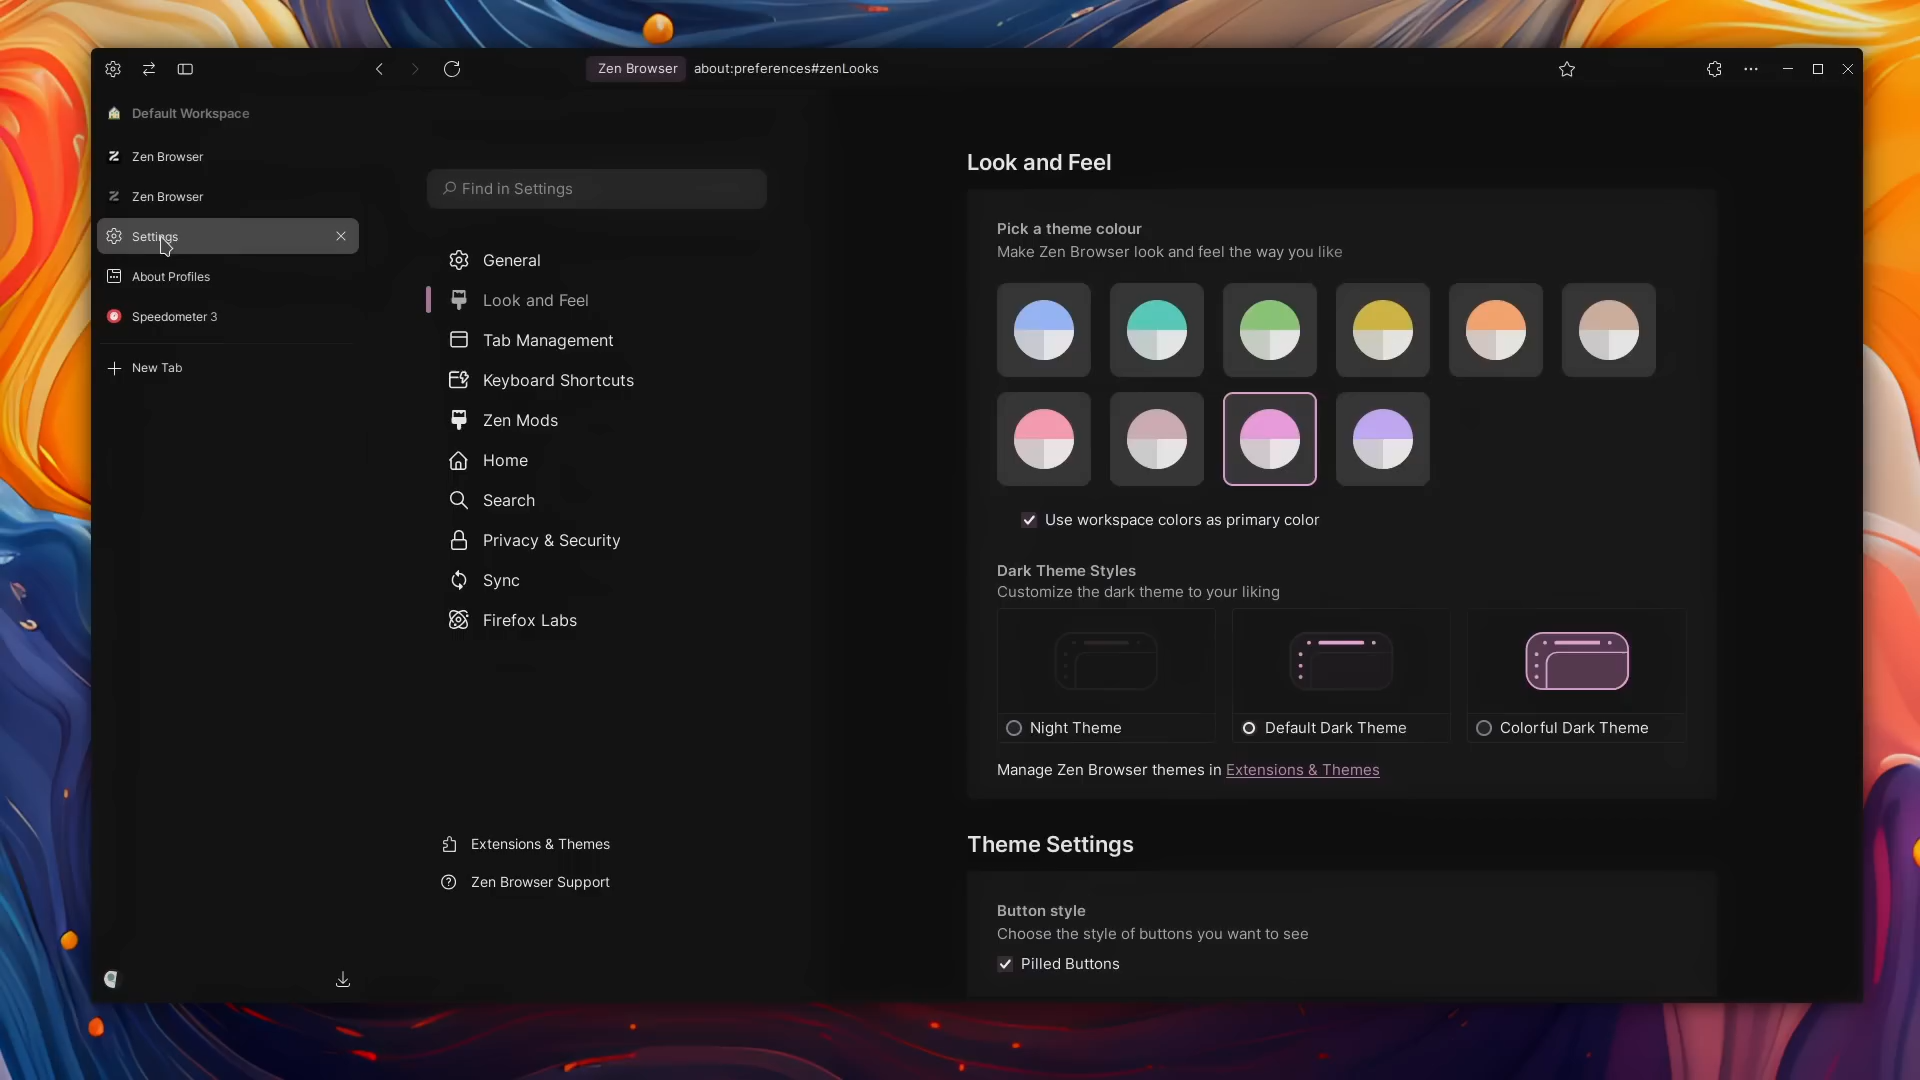 Zen Browser about:preferences#zenLooks
Default Workspace
Zen Browser
Zen Browser
Settings
About Profiles
Speedometer 3
New Tab
Find in Settings
General
Look and Feel
Tab Management
Keyboard Shortcuts
Zen Mods
Home
Search
Privacy & Security
Sync
Firefox Labs
Extensions & Themes
Zen Browser Support
Look and Feel
Pick a theme colour
Make Zen Browser look and feel the way you like
Use workspace colors as primary color
Dark Theme Styles
Customize the dark theme to your liking
Night Theme
Default Dark Theme
Colorful Dark Theme
Manage Zen Browser themes in Extensions & Themes
Theme Settings
Button style
Choose the style of buttons you want to see
Pilled Buttons